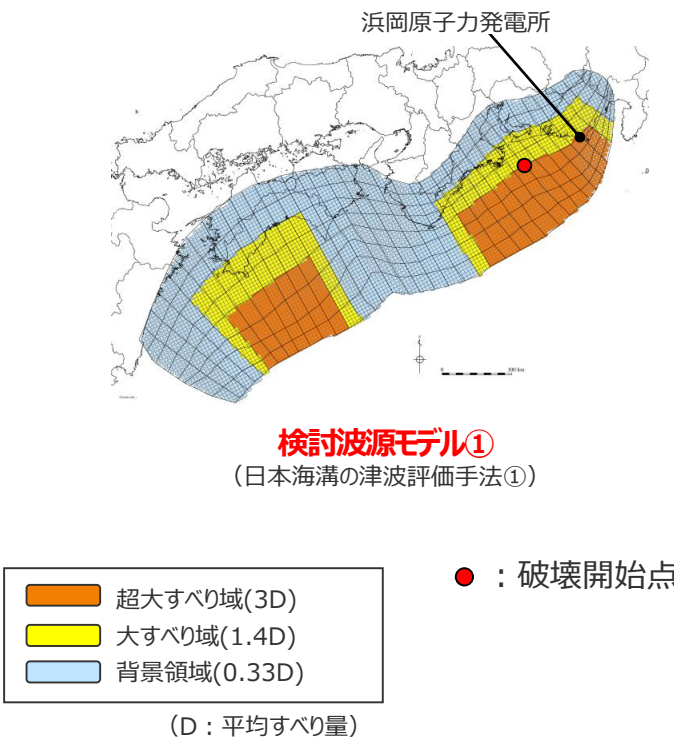 浜岡原子力発電所
0
100 km
検討波源モデル①
（日本海溝の津波評価手法①）
：破壊開始点
超大すべり域(3D)
大すべり域(1.4D)
背景領域(0.33D)
（D：平均すべり量）